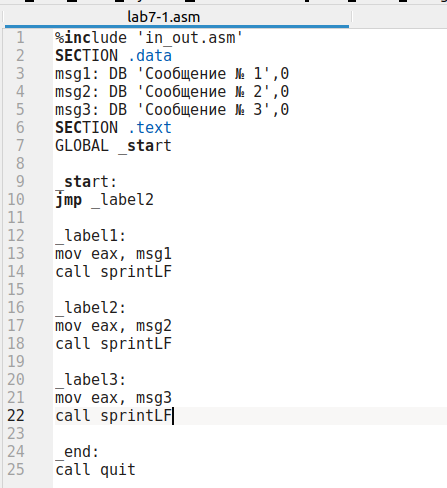 lab7-1.asm
1 %include 'in_out.asm'
2 SECTION .data
3 msg1: DB 'Сообщение № 1',0
4 msg2: DB 'Сообщение № 2',0
5 msg3: DB 'Сообщение № 3',0
6 SECTION .text
7 GLOBAL _start
8
9 _start:
10 jmp _label2
11
12 _label1:
13 mov eax, msg1
14 call sprintLF
15
16 _label2:
17 mov eax, msg2
18 call sprintLF
19
20 _label3:
21 mov eax, msg3
22 call sprintLF
23
24 _end:
25 call quit